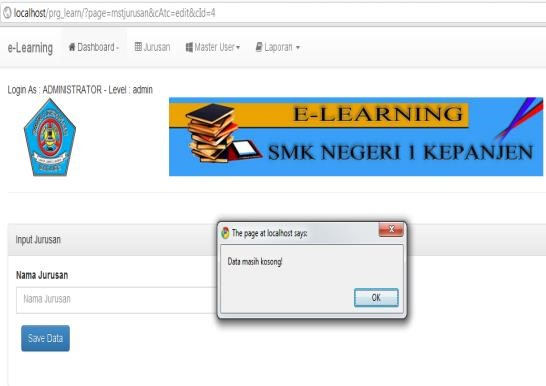 localhost/prg_learn/?page=mstjurusan&cAtc=edit&cId=4
e-Learning Dashboard - Jurusan Master User Laporan
Login As : ADMINISTRATOR - Level : admin
E-LEARNING
SMK NEGERI 1 KEPANJEN
Input Jurusan
The page at localhost says:
Data masih kosong!
OK
Nama Jurusan
Nama Jurusan
Save Data